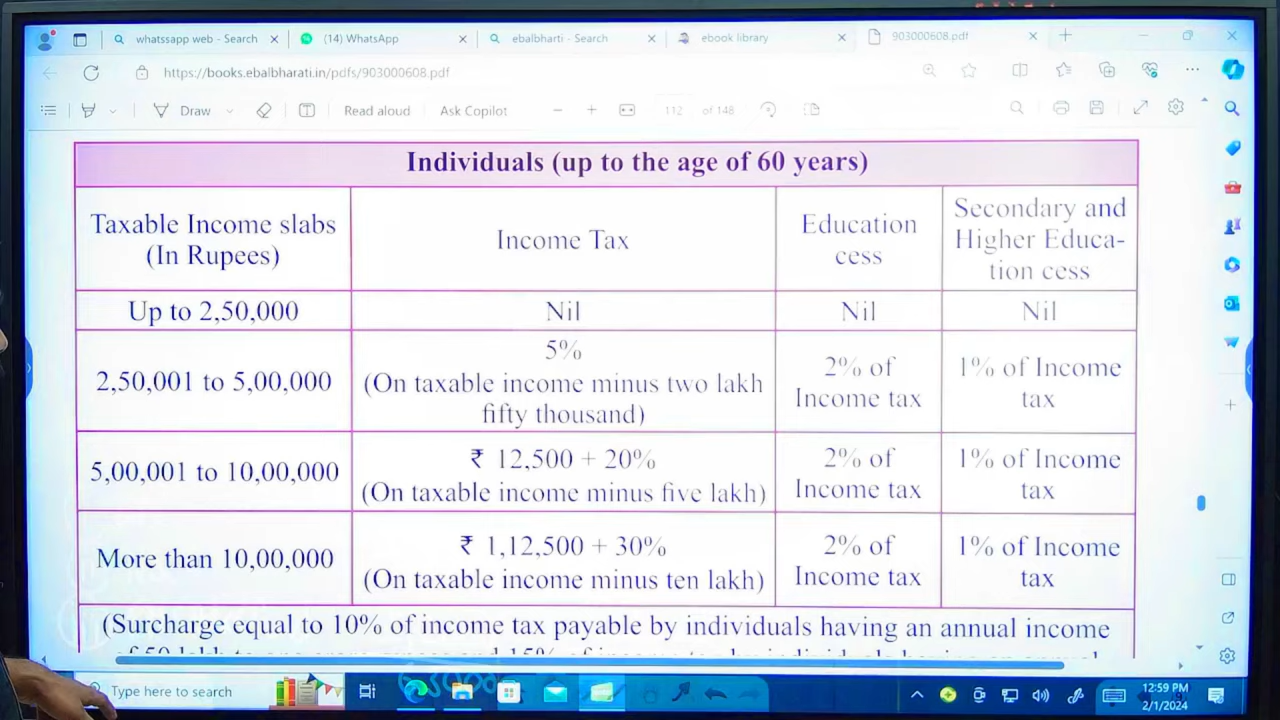 whatssapp web - Search
(14) WhatsApp
ebalbharti - Search
ebook library
903000608.pdf
https://books.ebalbharati.in/pdfs/903000608.pdf
Draw
Read aloud
Ask Copilot
112 of 148
Individuals (up to the age of 60 years)
Taxable Income slabs
(In Rupees)
Income Tax
Education
cess
Secondary and
Higher Educa-
tion cess
Up to 2,50,000
Nil
Nil
Nil
2,50,001 to 5,00,000
5%
(On taxable income minus two lakh
fifty thousand)
2% of
Income tax
1% of Income
tax
5,00,001 to 10,00,000
₹ 12,500 + 20%
(On taxable income minus five lakh)
2% of
Income tax
1% of Income
tax
More than 10,00,000
₹ 1,12,500 + 30%
(On taxable income minus ten lakh)
2% of
Income tax
1% of Income
tax
(Surcharge equal to 10% of income tax payable by individuals having an annual income
Type here to search
12:59 PM
2/1/2024